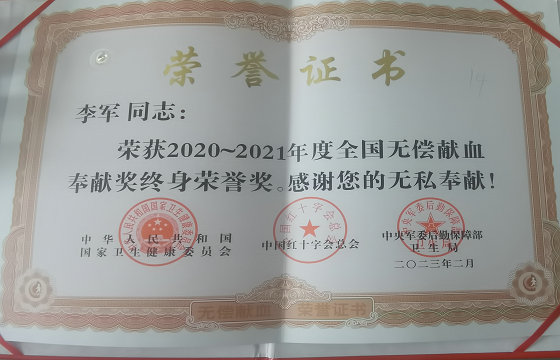 荣誉证书
14
李军 同志：
荣获2020~2021年度全国无偿献血
奉献奖终身荣誉奖。感谢您的无私奉献！
中华人民共和国
国家卫生健康委员会
中国红十字会总会
中央军委后勤保障部
卫生局
二〇二三年二月
无偿献血 荣誉证书